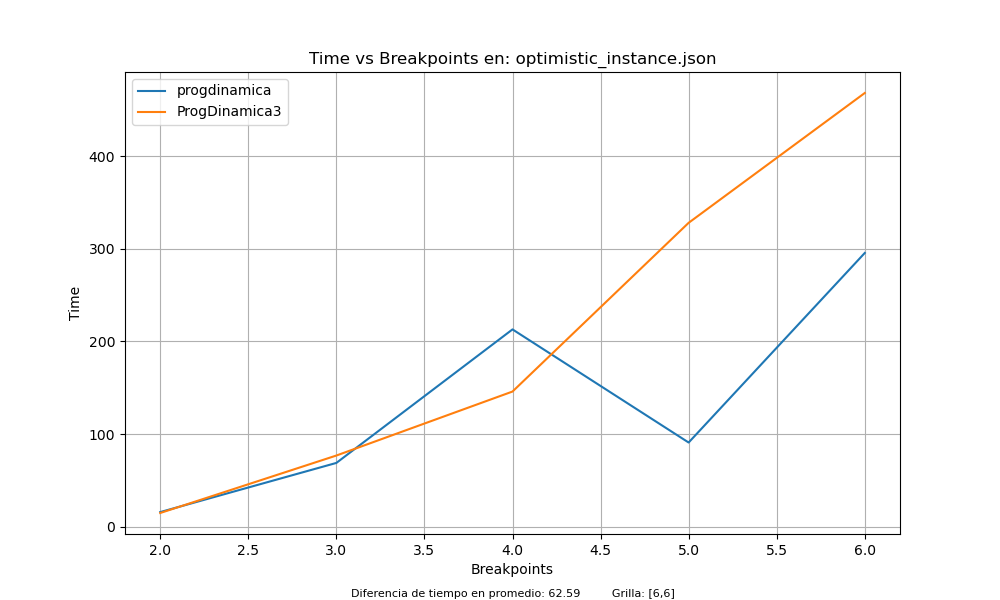 Time vs Breakpoints en: optimistic_instance.json
progdinamica
ProgDinamica3
400
300
200
100
0
Time
2.0 2.5 3.0 3.5 4.0 4.5 5.0 5.5 6.0
Breakpoints
Diferencia de tiempo en promedio: 62.59 Grilla: [6,6]